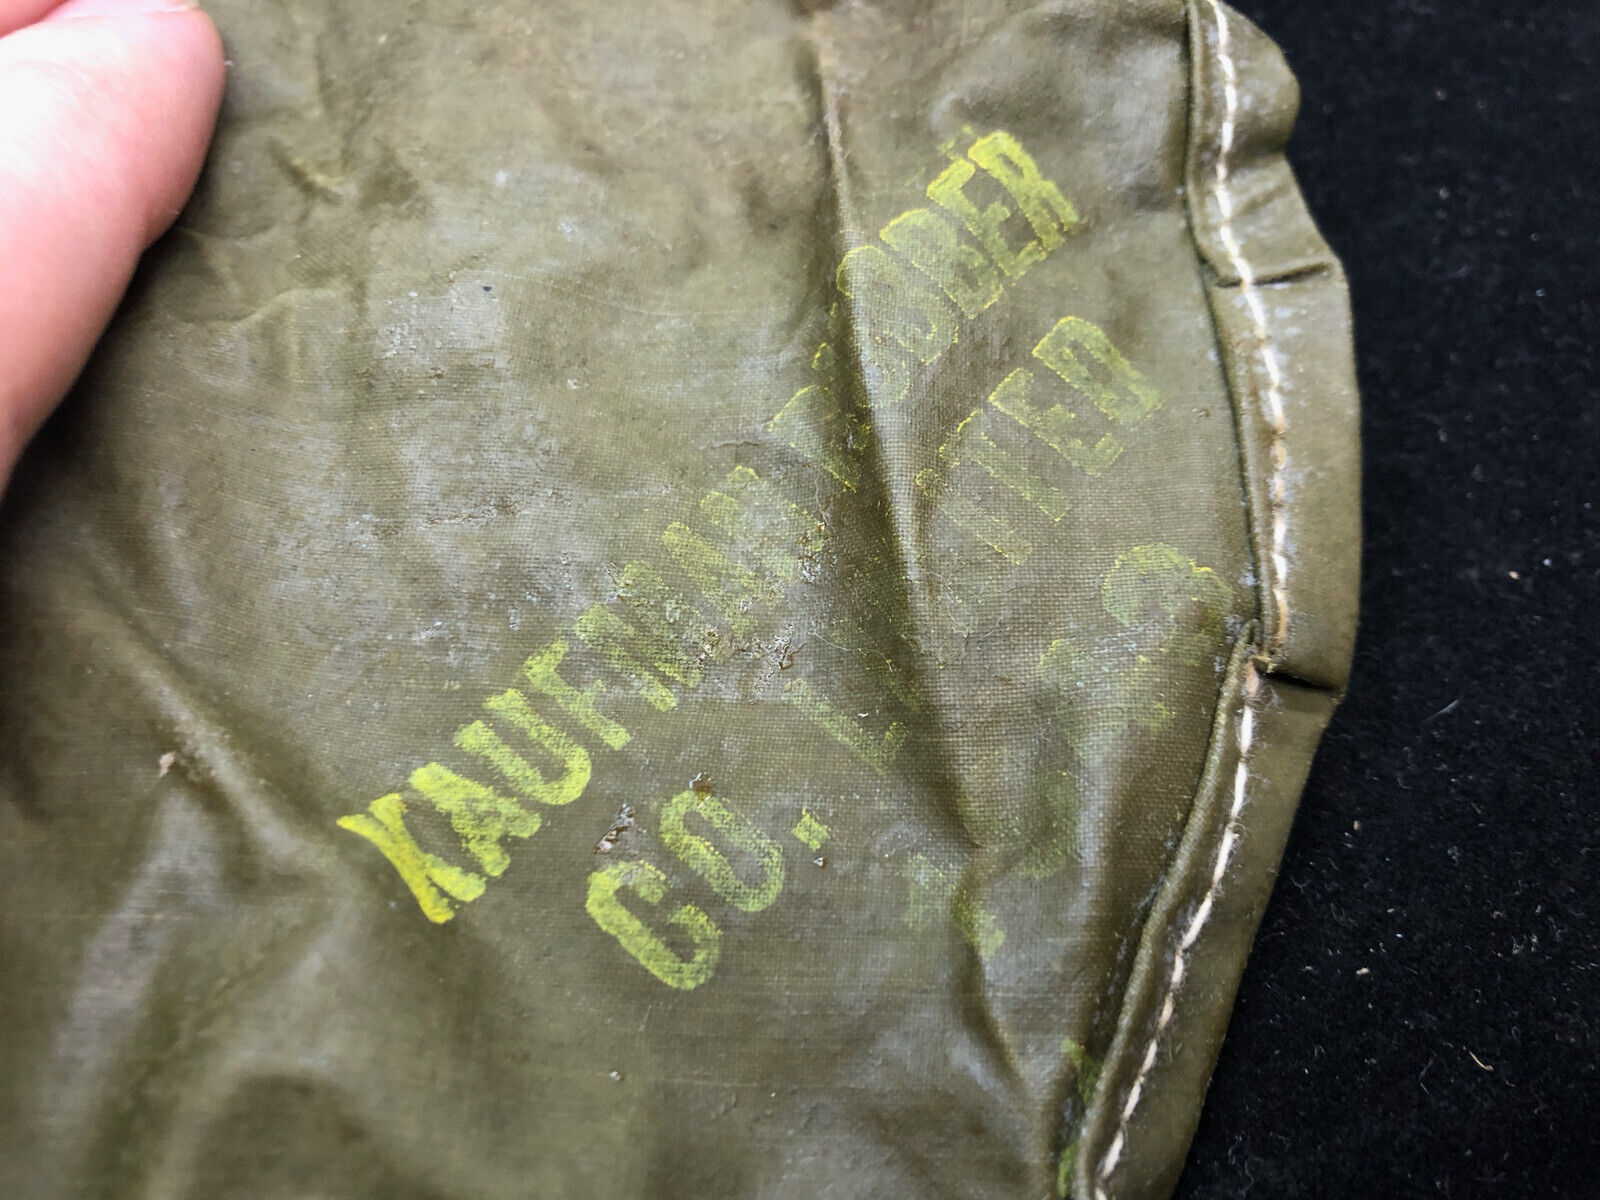 KAUFMAN RUBBER
CO. LIMITED